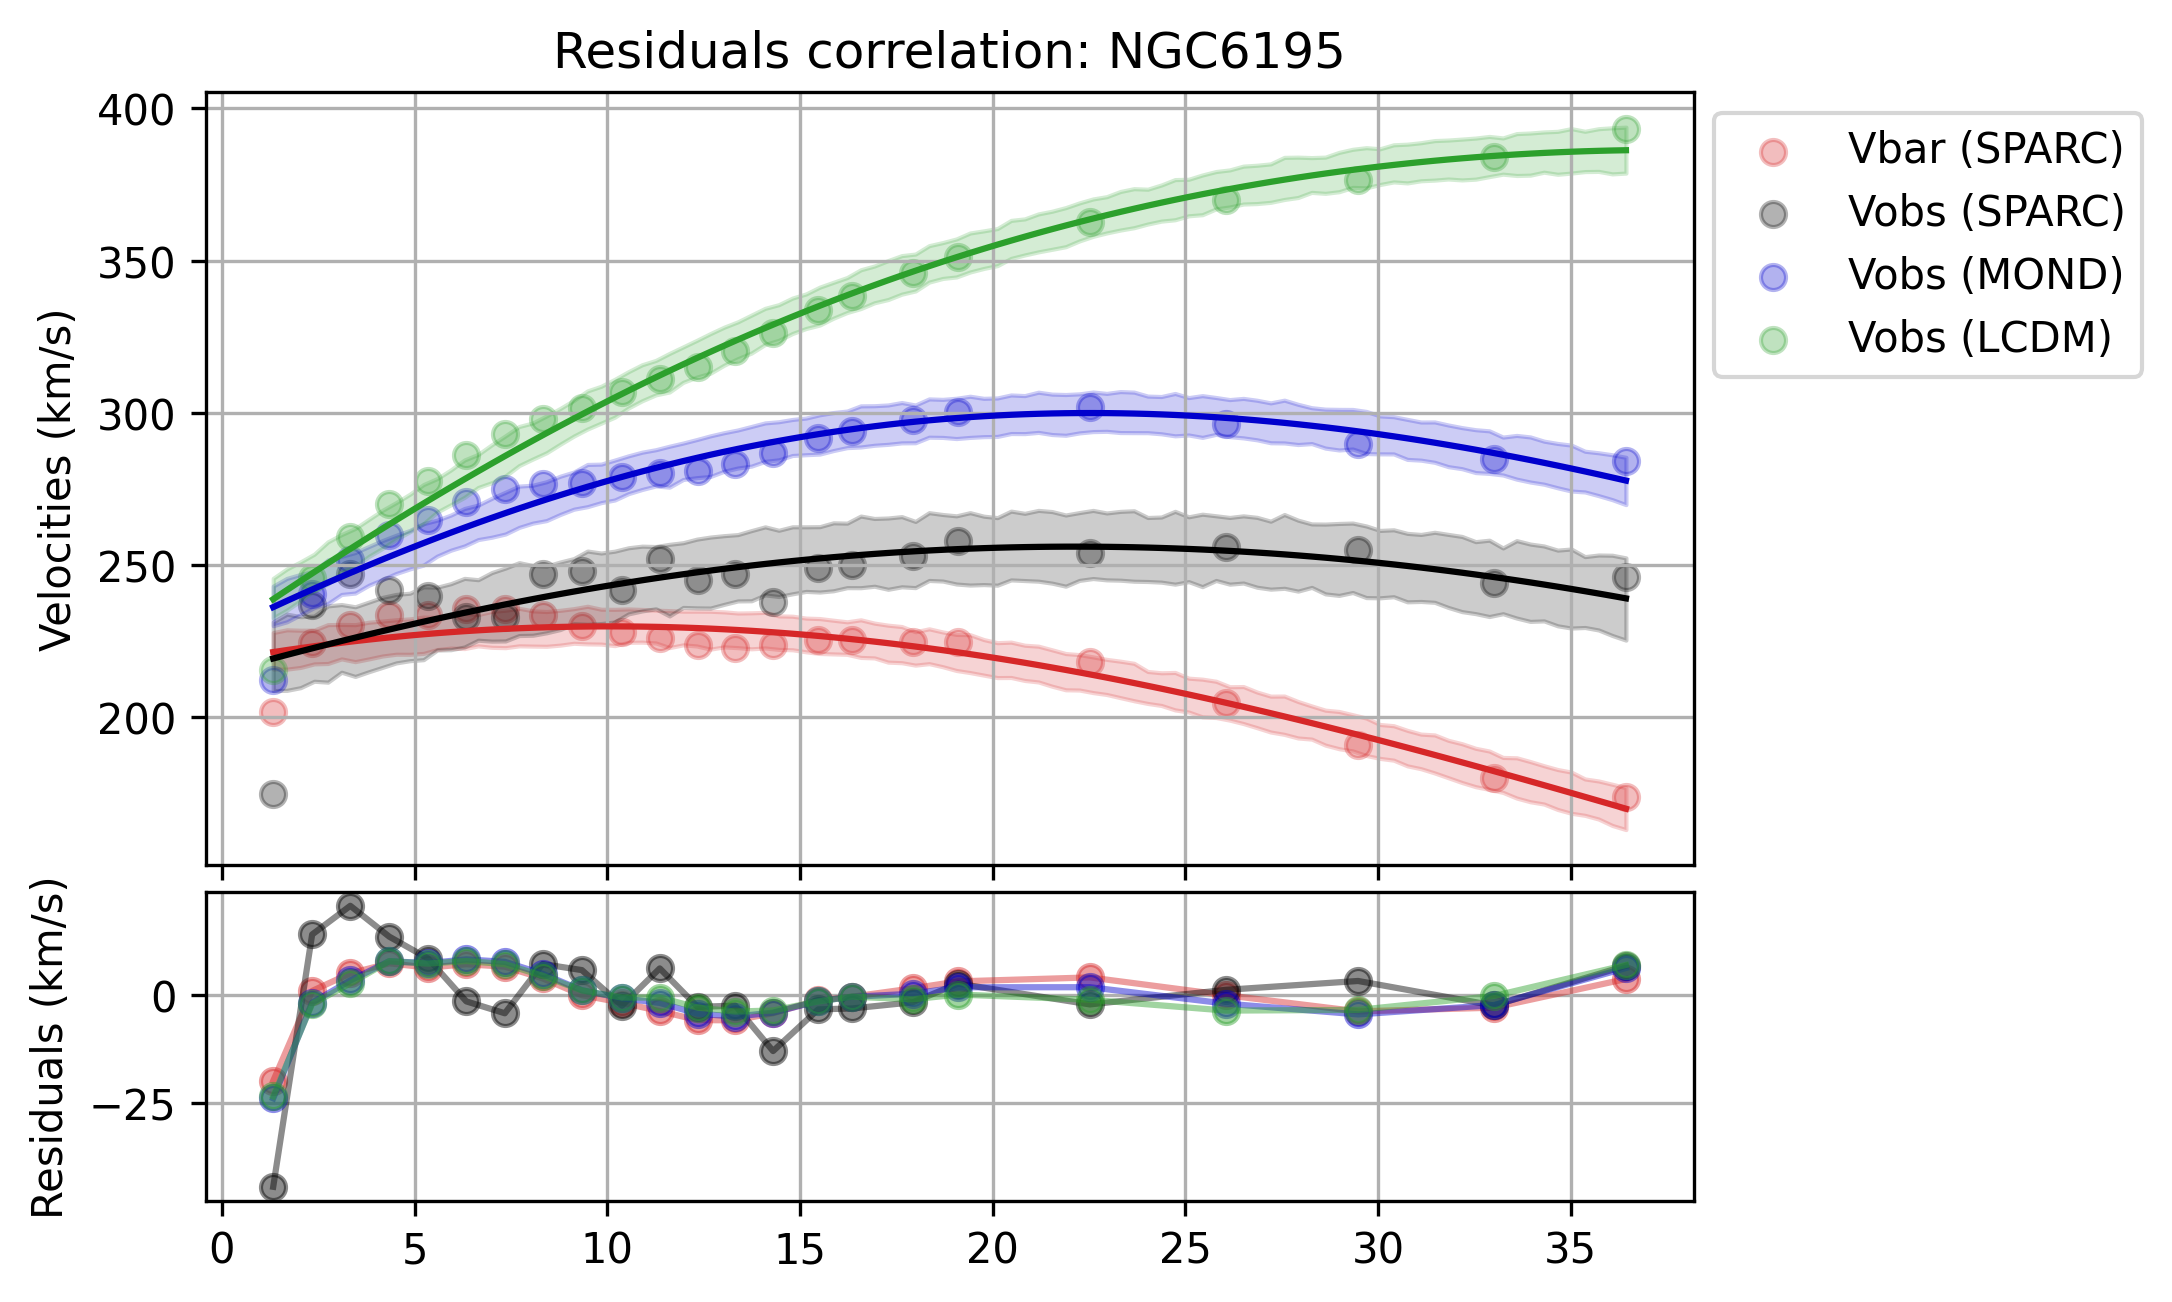 Residuals correlation: NGC6195
Velocities (km/s)
400
350
300
250
200
Vbar (SPARC)
Vobs (SPARC)
Vobs (MOND)
Vobs (LCDM)
Residuals (km/s)
0
−25
0 5 10 15 20 25 30 35